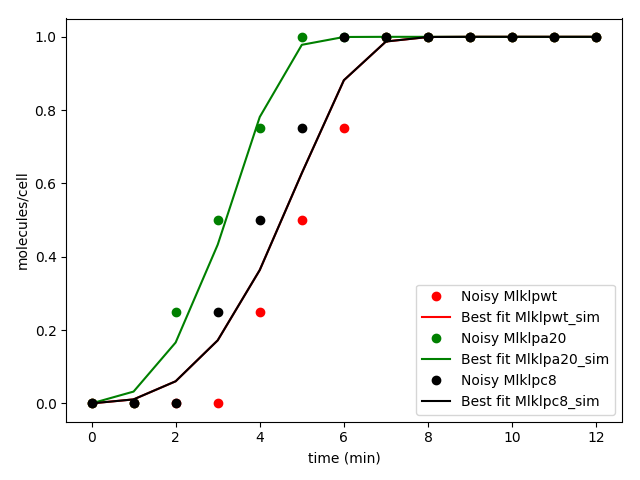 1.0
0.8
0.6
0.4
0.2
0.0
molecules/cell
0 2 4 6 8 10 12
time (min)
Noisy Mlklpwt
Best fit Mlklpwt_sim
Noisy Mlklpa20
Best fit Mlklpa20_sim
Noisy Mlklpc8
Best fit Mlklpc8_sim